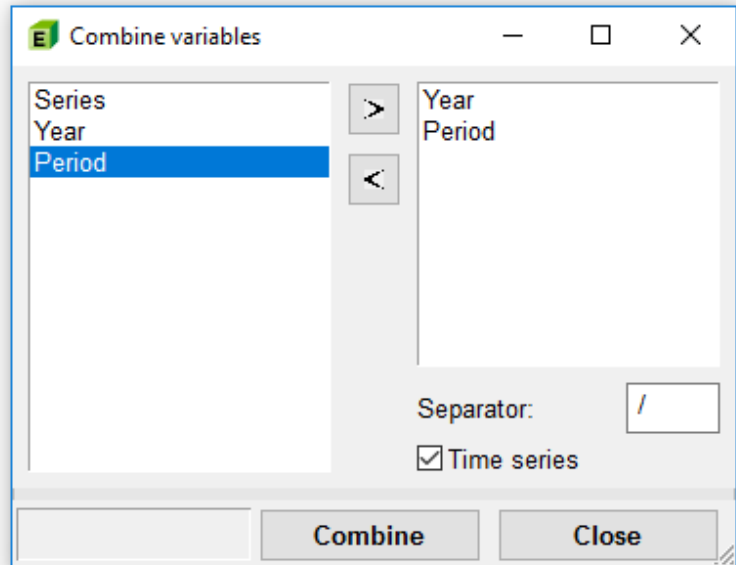 E Combine variables
Series
Year
Period
>
<
Year
Period
Separator: /
Time series
Combine
Close